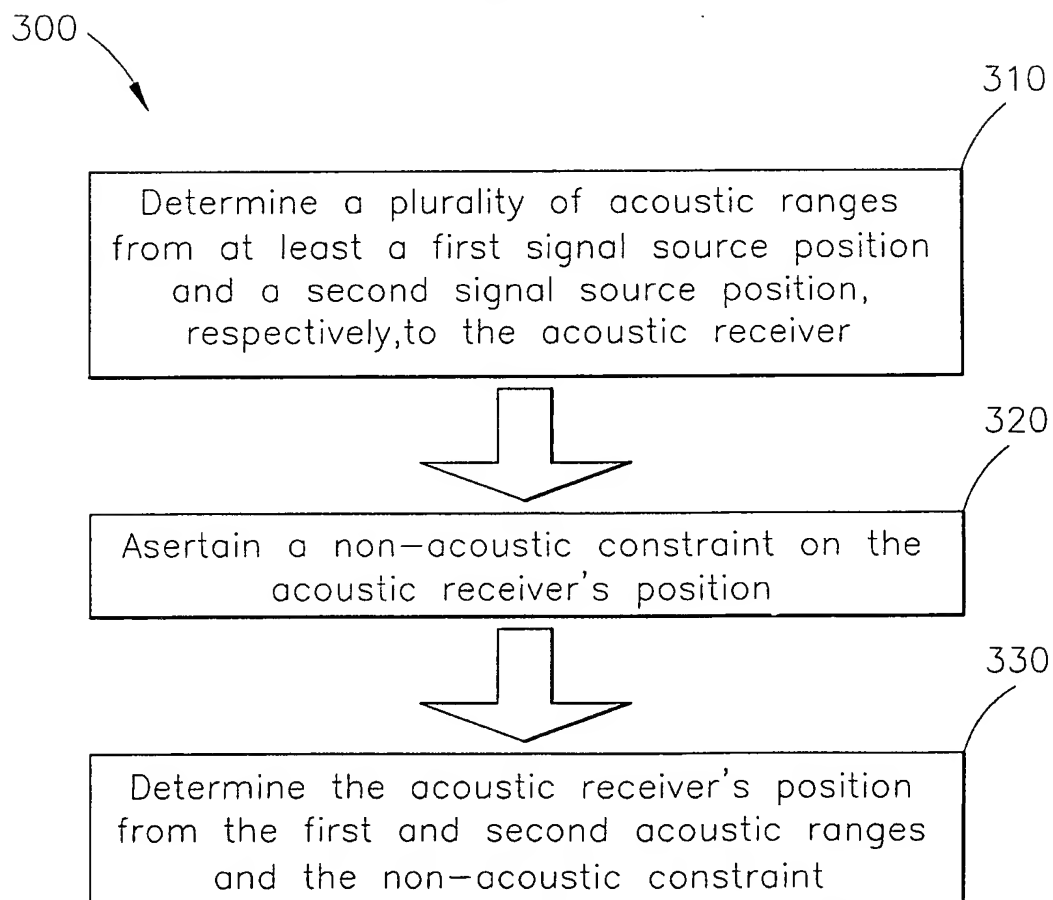 300
310
Determine a plurality of acoustic ranges
from at least a first signal source position
and a second signal source position,
respectively,to the acoustic receiver
320
Asertain a non-acoustic constraint on the
acoustic receiver's position
330
Determine the acoustic receiver's position
from the first and second acoustic ranges
and the non-acoustic constraint